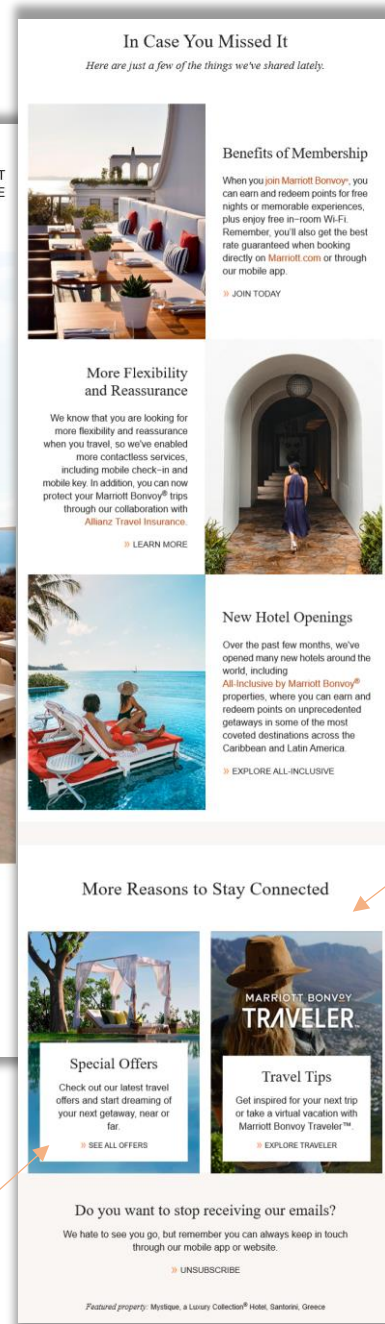 In Case You Missed It
Here are just a few of the things we've shared lately.
T
E
Benefits of Membership
When you join Marriott Bonvoy®, you
can earn and redeem points for free
nights or memorable experiences,
plus enjoy free in-room Wi-Fi.
Remember, you'll also get the best
rate guaranteed when booking
directly on Marriott.com or through
our mobile app.
» JOIN TODAY
More Flexibility
and Reassurance
We know that you are looking for
more flexibility and reassurance
when you travel, so we've enabled
more contactless services,
including mobile check-in and
mobile key. In addition, you can now
protect your Marriott Bonvoy® trips
through our collaboration with
Allianz Travel Insurance.
» LEARN MORE
New Hotel Openings
Over the past few months, we've
opened many new hotels around the
world, including
All-Inclusive by Marriott Bonvoy®
properties, where you can earn and
redeem points on unprecedented
getaways in some of the most
coveted destinations across the
Caribbean and Latin America.
» EXPLORE ALL-INCLUSIVE
More Reasons to Stay Connected
Special Offers
Check out our latest travel
offers and start dreaming of
your next getaway, near or
far.
» SEE ALL OFFERS
MARRIOTT BONVOY
TRAVELER
Travel Tips
Get inspired for your next trip
or take a virtual vacation with
Marriott Bonvoy Traveler™.
» EXPLORE TRAVELER
Do you want to stop receiving our emails?
We hate to see you go, but remember you can always keep in touch
through our mobile app or website.
» UNSUBSCRIBE
Featured property: Mystique, a Luxury Collection® Hotel, Santorini, Greece